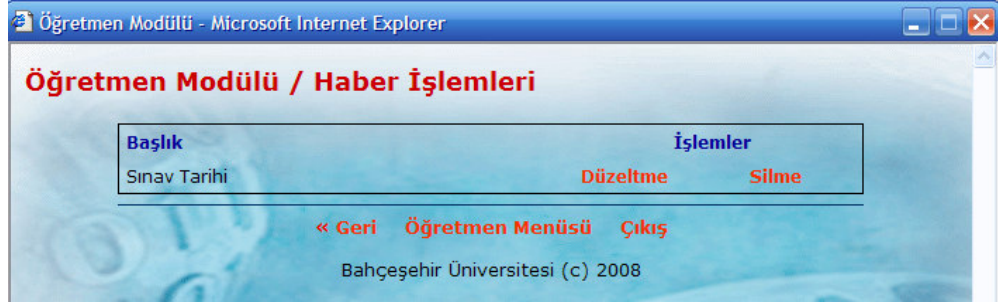 Öğretmen Modülü - Microsoft Internet Explorer
Öğretmen Modülü / Haber İşlemleri
Başlık İşlemler
Sınav Tarihi Düzeltme Silme
« Geri Öğretmen Menüsü Çıkış
Bahçeşehir Üniversitesi (c) 2008